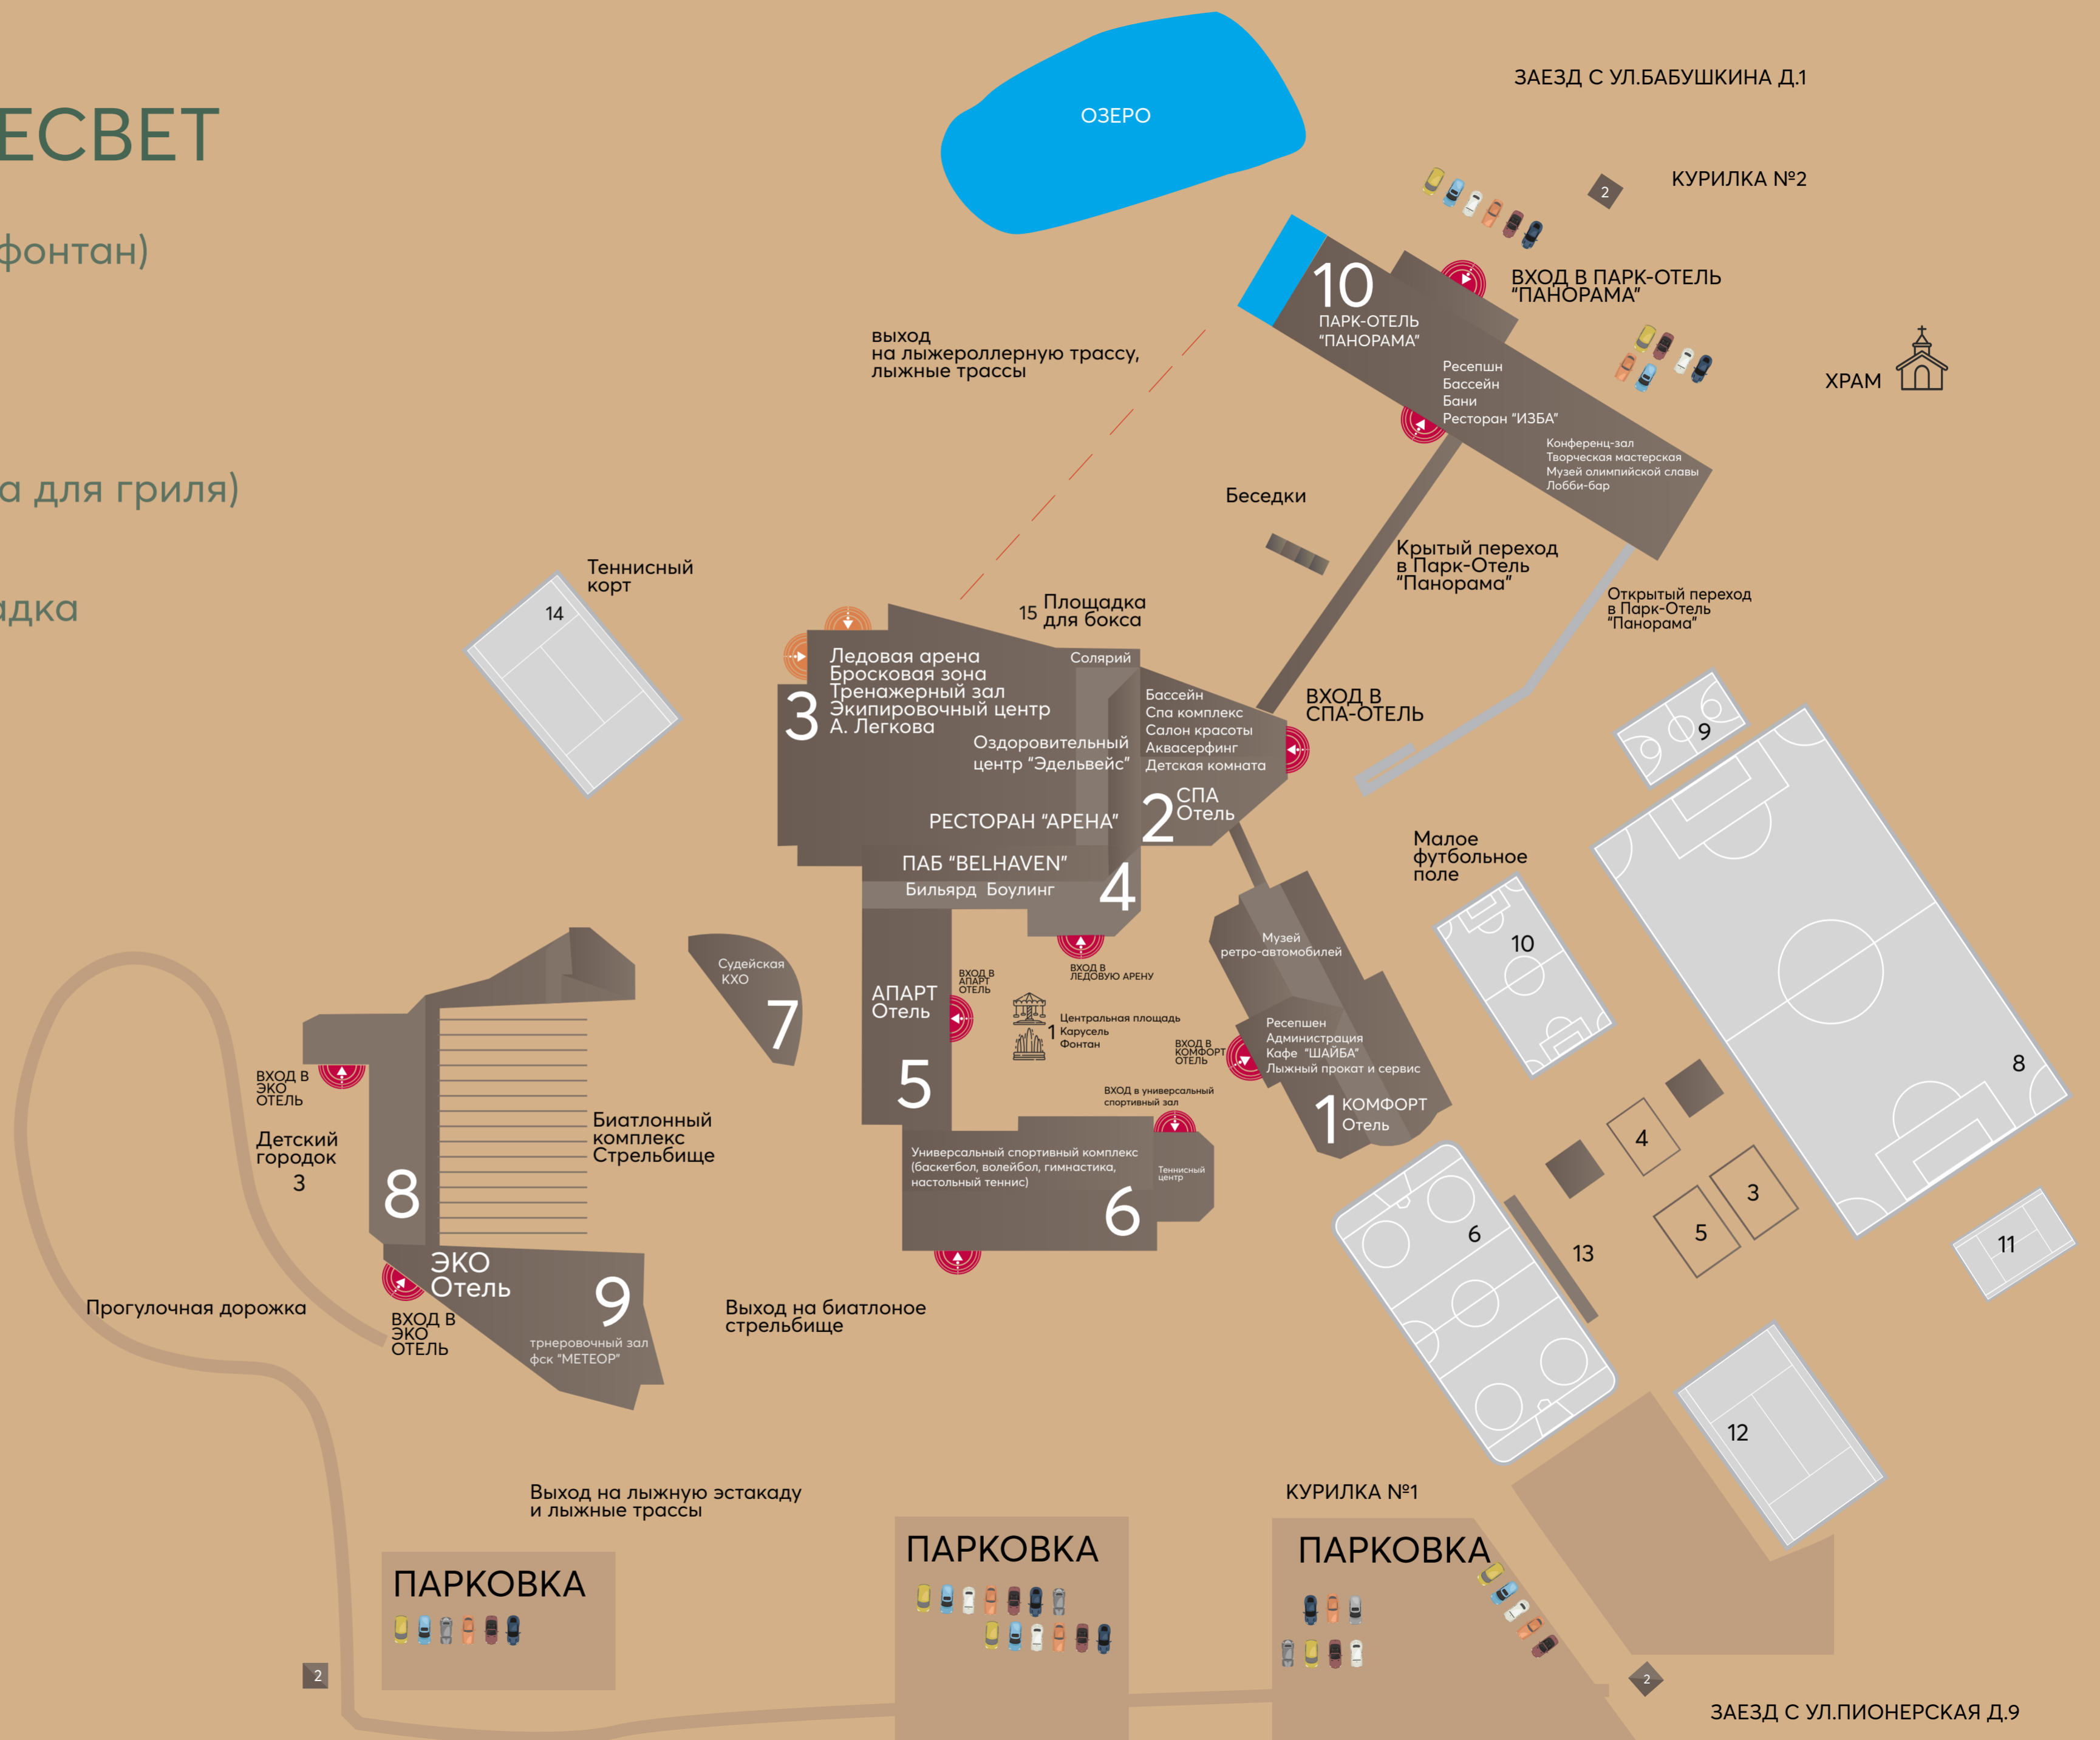 ЕСВЕТ
фонтан)
а для гриля)
адка
ОЗЕРО
ЗАЕЗД С УЛ.БАБУШКИНА Д.1
КУРИЛКА №2
2
ВХОД В ПАРК-ОТЕЛЬ
"ПАНОРАМА"
10
ПАРК-ОТЕЛЬ
"ПАНОРАМА"
Ресепшн
Бассейн
Бани
Ресторан "ИЗБА"
Конференц-зал
Творческая мастерская
Музей олимпийской славы
Лобби-бар
ХРАМ
выход
на лыжероллерную трассу,
лыжные трассы
Беседки
Крытый переход
в Парк-Отель
"Панорама"
Открытый переход
в Парк-Отель
"Панорама"
Теннисный
корт
14
15
Площадка
для бокса
Солярий
Ледовая арена
Бросковая зона
Тренажерный зал
Экипировочный центр
А. Легкова
3
Оздоровительный
центр "Эдельвейс"
РЕСТОРАН "АРЕНА"
Бассейн
Спа комплекс
Салон красоты
Аквасерфинг
Детская комната
2
СПА
Отель
ВХОД В
СПА-ОТЕЛЬ
ПАБ "BELHAVEN"
Бильярд Боулинг
4
ВХОД В
ЛЕДОВУЮ АРЕНУ
9
8
Малое
футбольное
поле
10
Музей
ретро-автомобилей
Ресепшен
Администрация
Кафе "ШАЙБА"
Лыжный прокат и сервис
1
КОМФОРТ
Отель
ВХОД В
КОМФОРТ
ОТЕЛЬ
Судейская
КХО
7
АПАРТ
Отель
5
ВХОД В
АПАРТ
ОТЕЛЬ
1
Центральная площадь
Карусель
Фонтан
ВХОД в универсальный
спортивный зал
Универсальный спортивный комплекс
(баскетбол, волейбол, гимнастика,
настольный теннис)
6
Теннисный
центр
ВХОД В
ЭКО
ОТЕЛЬ
Детский
городок
3
8
Биатлонный
комплекс
Стрельбище
ЭКО
Отель
9
трнеровочный зал
фск "МЕТЕОР"
ВХОД В
ЭКО
ОТЕЛЬ
Прогулочная дорожка
Выход на биатлоное
стрельбище
4
3
5
6
13
11
12
Выход на лыжную эстакаду
и лыжные трассы
КУРИЛКА №1
ПАРКОВКА
ПАРКОВКА
ПАРКОВКА
2
2
ЗАЕЗД С УЛ.ПИОНЕРСКАЯ Д.9